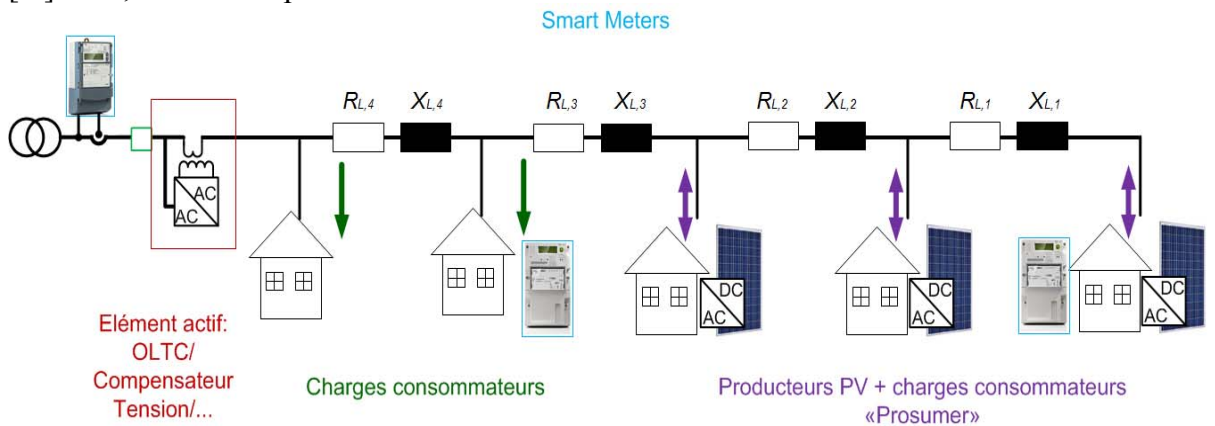 Smart Meters
RL,4 XL,4 RL,3 XL,3 RL,2 XL,2 RL,1 XL,1
AC
AC
DC
AC
DC
AC
DC
AC
Elément actif:
OLTC/
Compensateur
Tension/...
Charges consommateurs
Producteurs PV + charges consommateurs
«Prosumer»